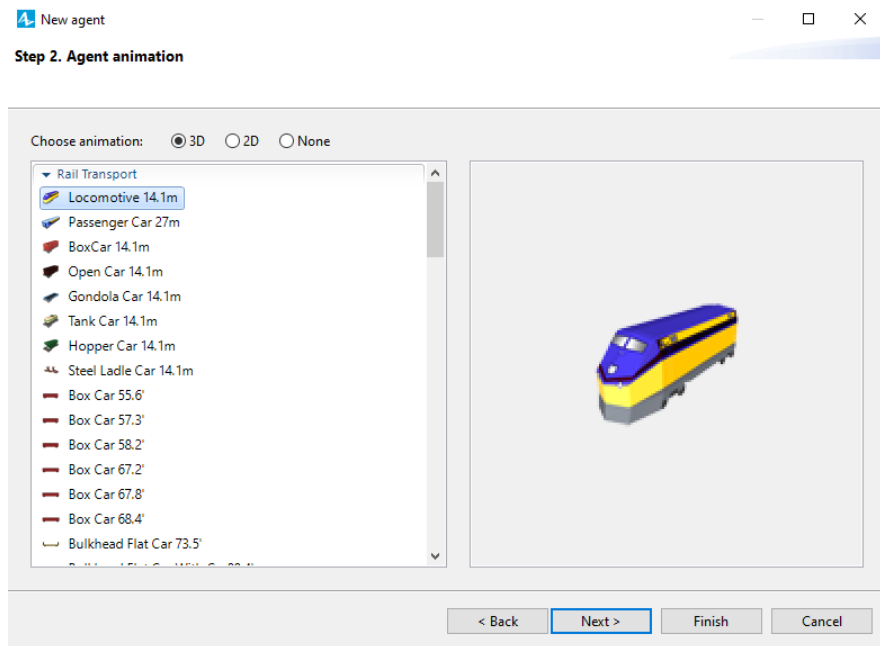 New agent
Step 2. Agent animation
Choose animation: 3D 2D None
Rail Transport
Locomotive 14.1m
Passenger Car 27m
BoxCar 14.1m
Open Car 14.1m
Gondola Car 14.1m
Tank Car 14.1m
Hopper Car 14.1m
Steel Ladle Car 14.1m
Box Car 55.6'
Box Car 57.3'
Box Car 58.2'
Box Car 67.2'
Box Car 67.8'
Box Car 68.4'
Bulkhead Flat Car 73.5'
< Back Next > Finish Cancel